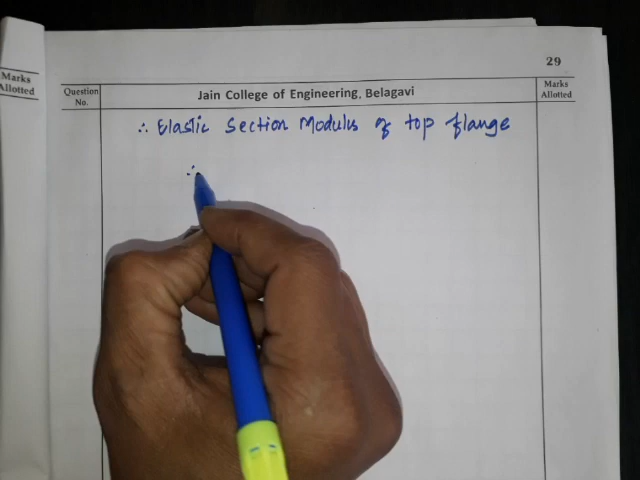 29
Marks
Allotted
Question
No.
Jain College of Engineering, Belagavi
Marks
Allotted
∴ Elastic Section Modulus of top flange
∴